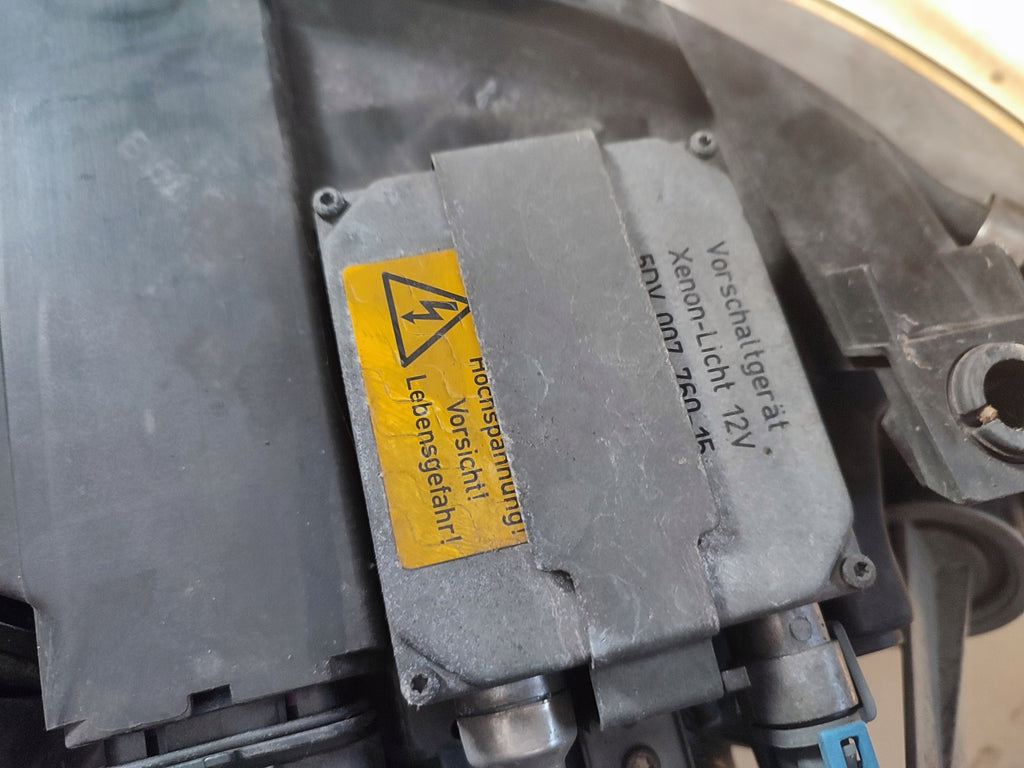 Vorschaltgerät
Xenon-Licht 12V
5DV 007 760-15
Hochspannung!
Vorsicht!
Lebensgefahr!